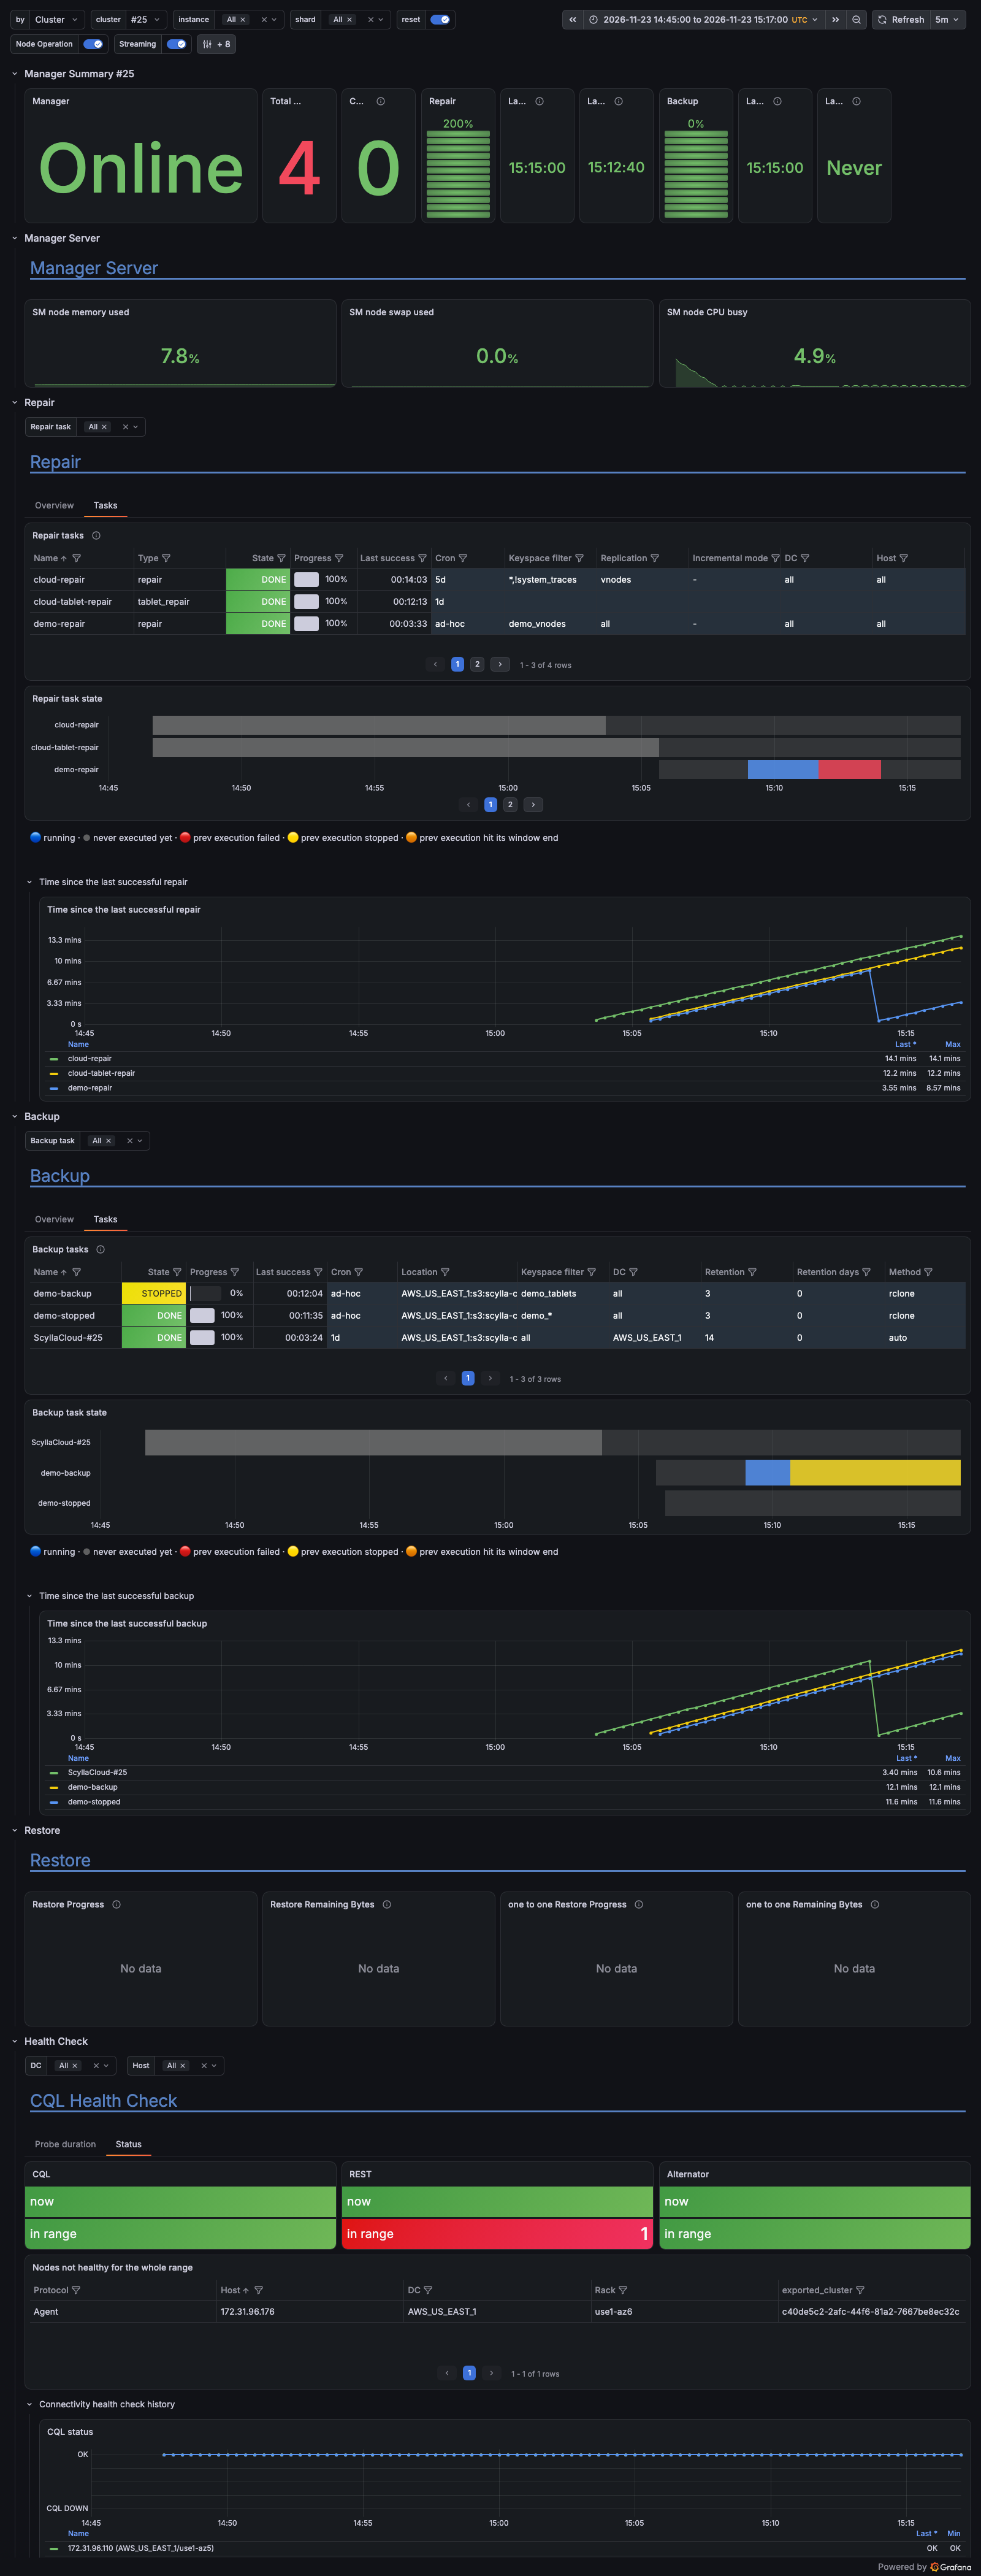 by Cluster cluster #25 instance All shard All reset 2026-11-23 14:45:00 to 2026-11-23 15:17:00 UTC Refresh 5m
Node Operation Streaming + 8
Manager Summary #25
Manager Total ... C... Repair La... La... Backup La... La...
Online 4 0 200% 15:15:00 15:12:40 0% 15:15:00 Never
Manager Server
Manager Server
SM node memory used SM node swap used SM node CPU busy
7.8% 0.0% 4.9%
Repair
Repair task All
Repair
Overview Tasks
Repair tasks
Name Type State Progress Last success Cron Keyspace filter Replication Incremental mode DC Host
cloud-repair repair DONE 100% 00:14:03 5d *,!system_traces vnodes - all all
cloud-tablet-repair tablet_repair DONE 100% 00:12:13 1d
demo-repair repair DONE 100% 00:03:33 ad-hoc demo_vnodes all - all all
1 2 1 - 3 of 4 rows
Repair task state
cloud-repair
cloud-tablet-repair
demo-repair
14:45 14:50 14:55 15:00 15:05 15:10 15:15
1 2
running · never executed yet · prev execution failed · prev execution stopped · prev execution hit its window end
Time since the last successful repair
Time since the last successful repair
13.3 mins
10 mins
6.67 mins
3.33 mins
0 s
14:45 14:50 14:55 15:00 15:05 15:10 15:15
Name Last * Max
cloud-repair 14.1 mins 14.1 mins
cloud-tablet-repair 12.2 mins 12.2 mins
demo-repair 3.55 mins 8.57 mins
Backup
Backup task All
Backup
Overview Tasks
Backup tasks
Name State Progress Last success Cron Location Keyspace filter DC Retention Retention days Method
demo-backup STOPPED 0% 00:12:04 ad-hoc AWS_US_EAST_1:s3:scylla-c demo_tablets all 3 0 rclone
demo-stopped DONE 100% 00:11:35 ad-hoc AWS_US_EAST_1:s3:scylla-c demo_* all 3 0 rclone
ScyllaCloud-#25 DONE 100% 00:03:24 1d AWS_US_EAST_1:s3:scylla-c all AWS_US_EAST_1 14 0 auto
1 1 - 3 of 3 rows
Backup task state
ScyllaCloud-#25
demo-backup
demo-stopped
14:45 14:50 14:55 15:00 15:05 15:10 15:15
running · never executed yet · prev execution failed · prev execution stopped · prev execution hit its window end
Time since the last successful backup
Time since the last successful backup
13.3 mins
10 mins
6.67 mins
3.33 mins
0 s
14:45 14:50 14:55 15:00 15:05 15:10 15:15
Name Last * Max
ScyllaCloud-#25 3.40 mins 10.6 mins
demo-backup 12.1 mins 12.1 mins
demo-stopped 11.6 mins 11.6 mins
Restore
Restore
Restore Progress Restore Remaining Bytes one to one Restore Progress one to one Remaining Bytes
No data No data No data No data
Health Check
DC All Host All
CQL Health Check
Probe duration Status
CQL REST Alternator
now now now
in range in range 1 in range
Nodes not healthy for the whole range
Protocol Host DC Rack exported_cluster
Agent 172.31.96.176 AWS_US_EAST_1 use1-az6 c40de5c2-2afc-44f6-81a2-7667be8ec32c
1 1 - 1 of 1 rows
Connectivity health check history
CQL status
OK
CQL DOWN
14:45 14:50 14:55 15:00 15:05 15:10 15:15
Name Last * Min
172.31.96.110 (AWS_US_EAST_1/use1-az5) OK OK
Powered by Grafana